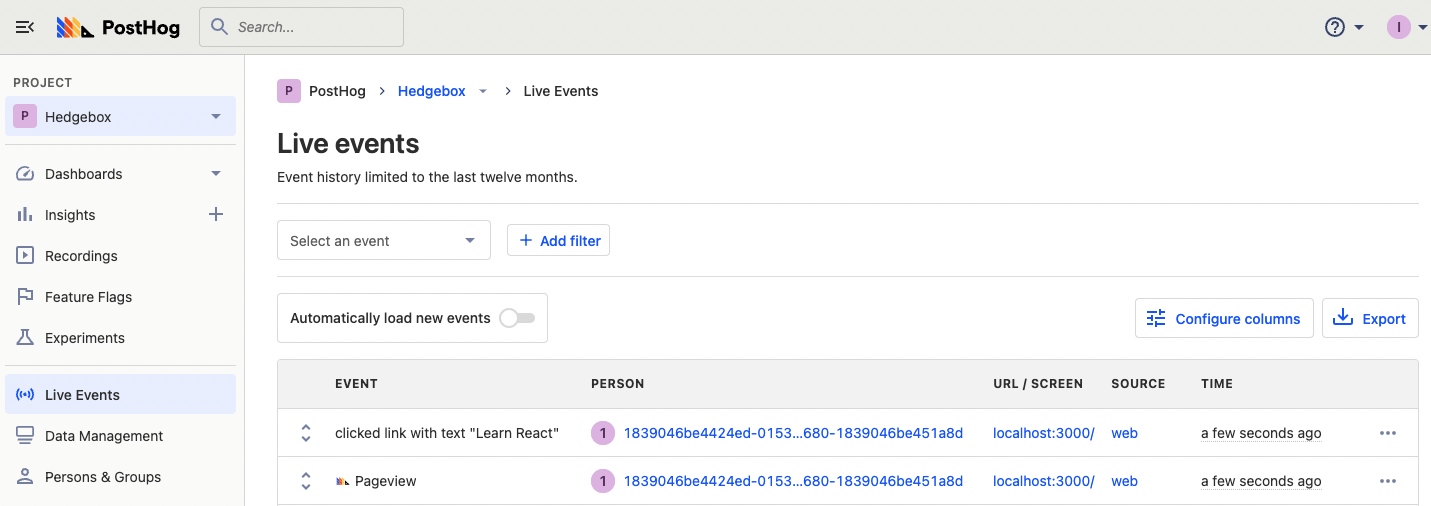 PostHog Search... I
PROJECT
P Hedgebox
Dashboards
Insights
Recordings
Feature Flags
Experiments
Live Events
Data Management
Persons & Groups
P PostHog > Hedgebox > Live Events
Live events
Event history limited to the last twelve months.
Select an event + Add filter
Automatically load new events Configure columns Export
EVENT PERSON URL / SCREEN SOURCE TIME
clicked link with text "Learn React" 1 1839046be4424ed-0153...680-1839046be451a8d localhost:3000/ web a few seconds ago
Pageview 1 1839046be4424ed-0153...680-1839046be451a8d localhost:3000/ web a few seconds ago